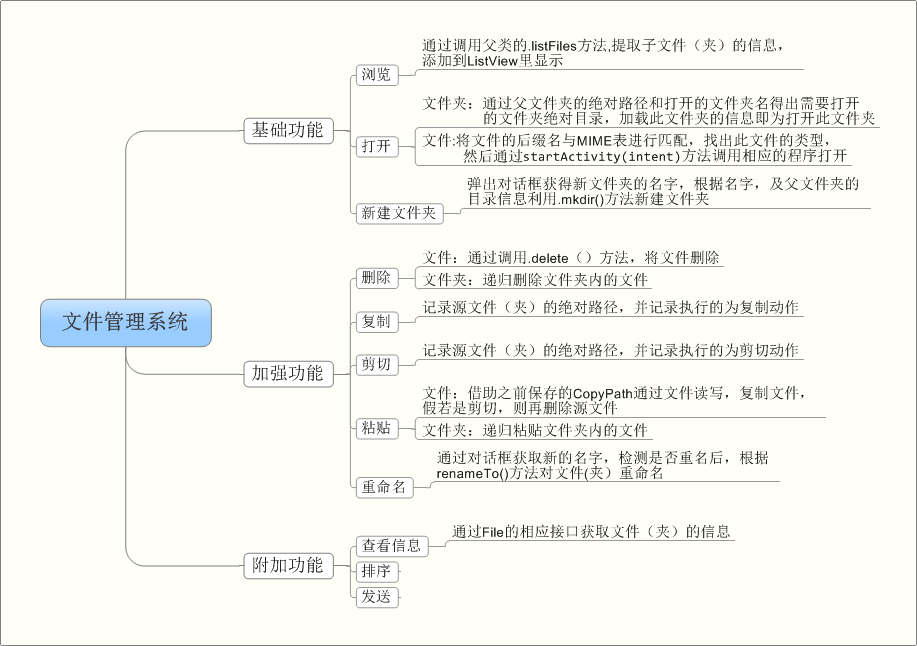 文件管理系统
基础功能
浏览
通过调用父类的.listFiles方法,提取子文件（夹）的信息，
添加到ListView里显示
打开
文件夹：通过父文件夹的绝对路径和打开的文件夹名得出需要打开
的文件夹绝对目录，加载此文件夹的信息即为打开此文件夹
文件:将文件的后缀名与MIME表进行匹配，找出此文件的类型，
然后通过startActivity(intent)方法调用相应的程序打开
新建文件夹
弹出对话框获得新文件夹的名字，根据名字，及父文件夹的
目录信息利用.mkdir()方法新建文件夹
加强功能
删除
文件：通过调用.delete（）方法，将文件删除
文件夹：递归删除文件夹内的文件
复制
记录源文件（夹）的绝对路径，并记录执行的为复制动作
剪切
记录源文件（夹）的绝对路径，并记录执行的为剪切动作
粘贴
文件：借助之前保存的CopyPath通过文件读写，复制文件，
假若是剪切，则再删除源文件
文件夹：递归粘贴文件夹内的文件
重命名
通过对话框获取新的名字，检测是否重名后，根据
renameTo()方法对文件(夹）重命名
附加功能
查看信息
通过File的相应接口获取文件（夹）的信息
排序
发送